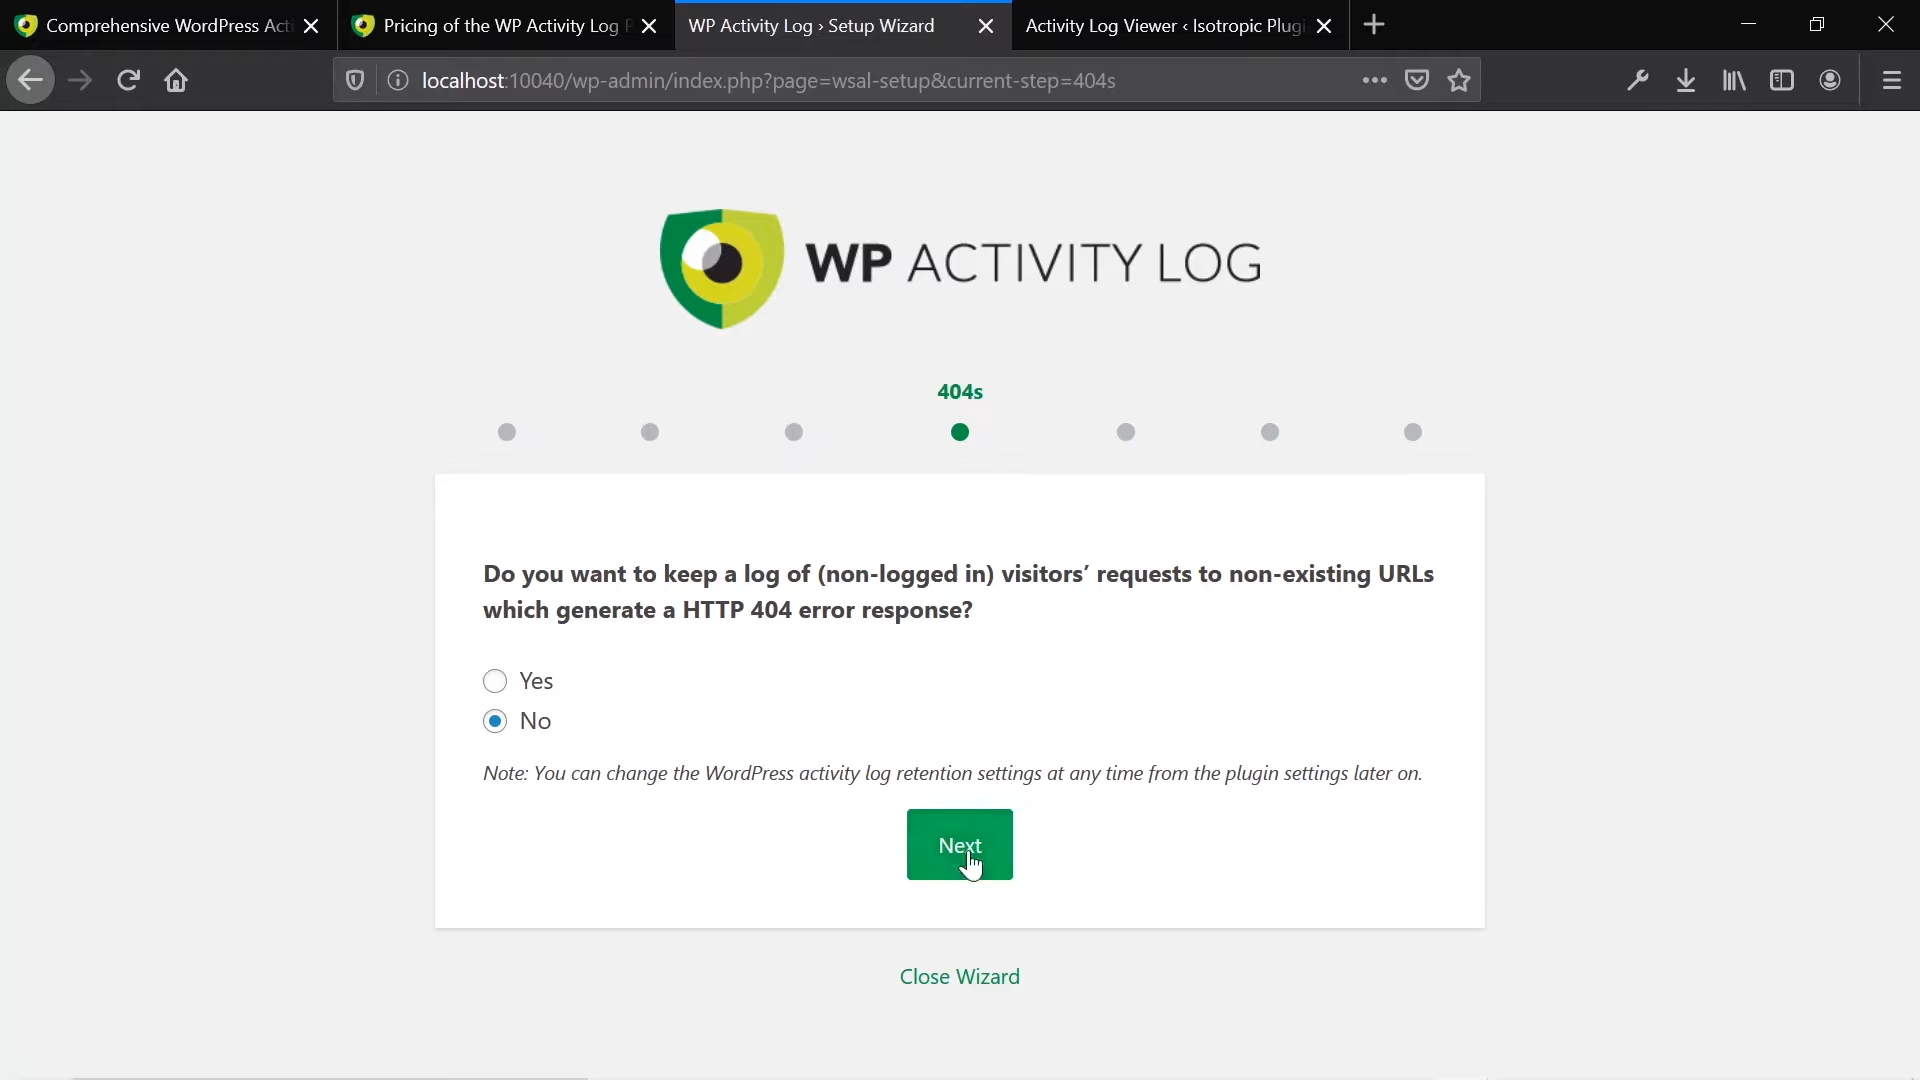 Comprehensive WordPress Acti
Pricing of the WP Activity Log
WP Activity Log › Setup Wizard
Activity Log Viewer ‹ Isotropic Plugi
localhost:10040/wp-admin/index.php?page=wsal-setup&current-step=404s
WP ACTIVITY LOG
404s
Do you want to keep a log of (non-logged in) visitors’ requests to non-existing URLs
which generate a HTTP 404 error response?
Yes
No
Note: You can change the WordPress activity log retention settings at any time from the plugin settings later on.
Next
Close Wizard